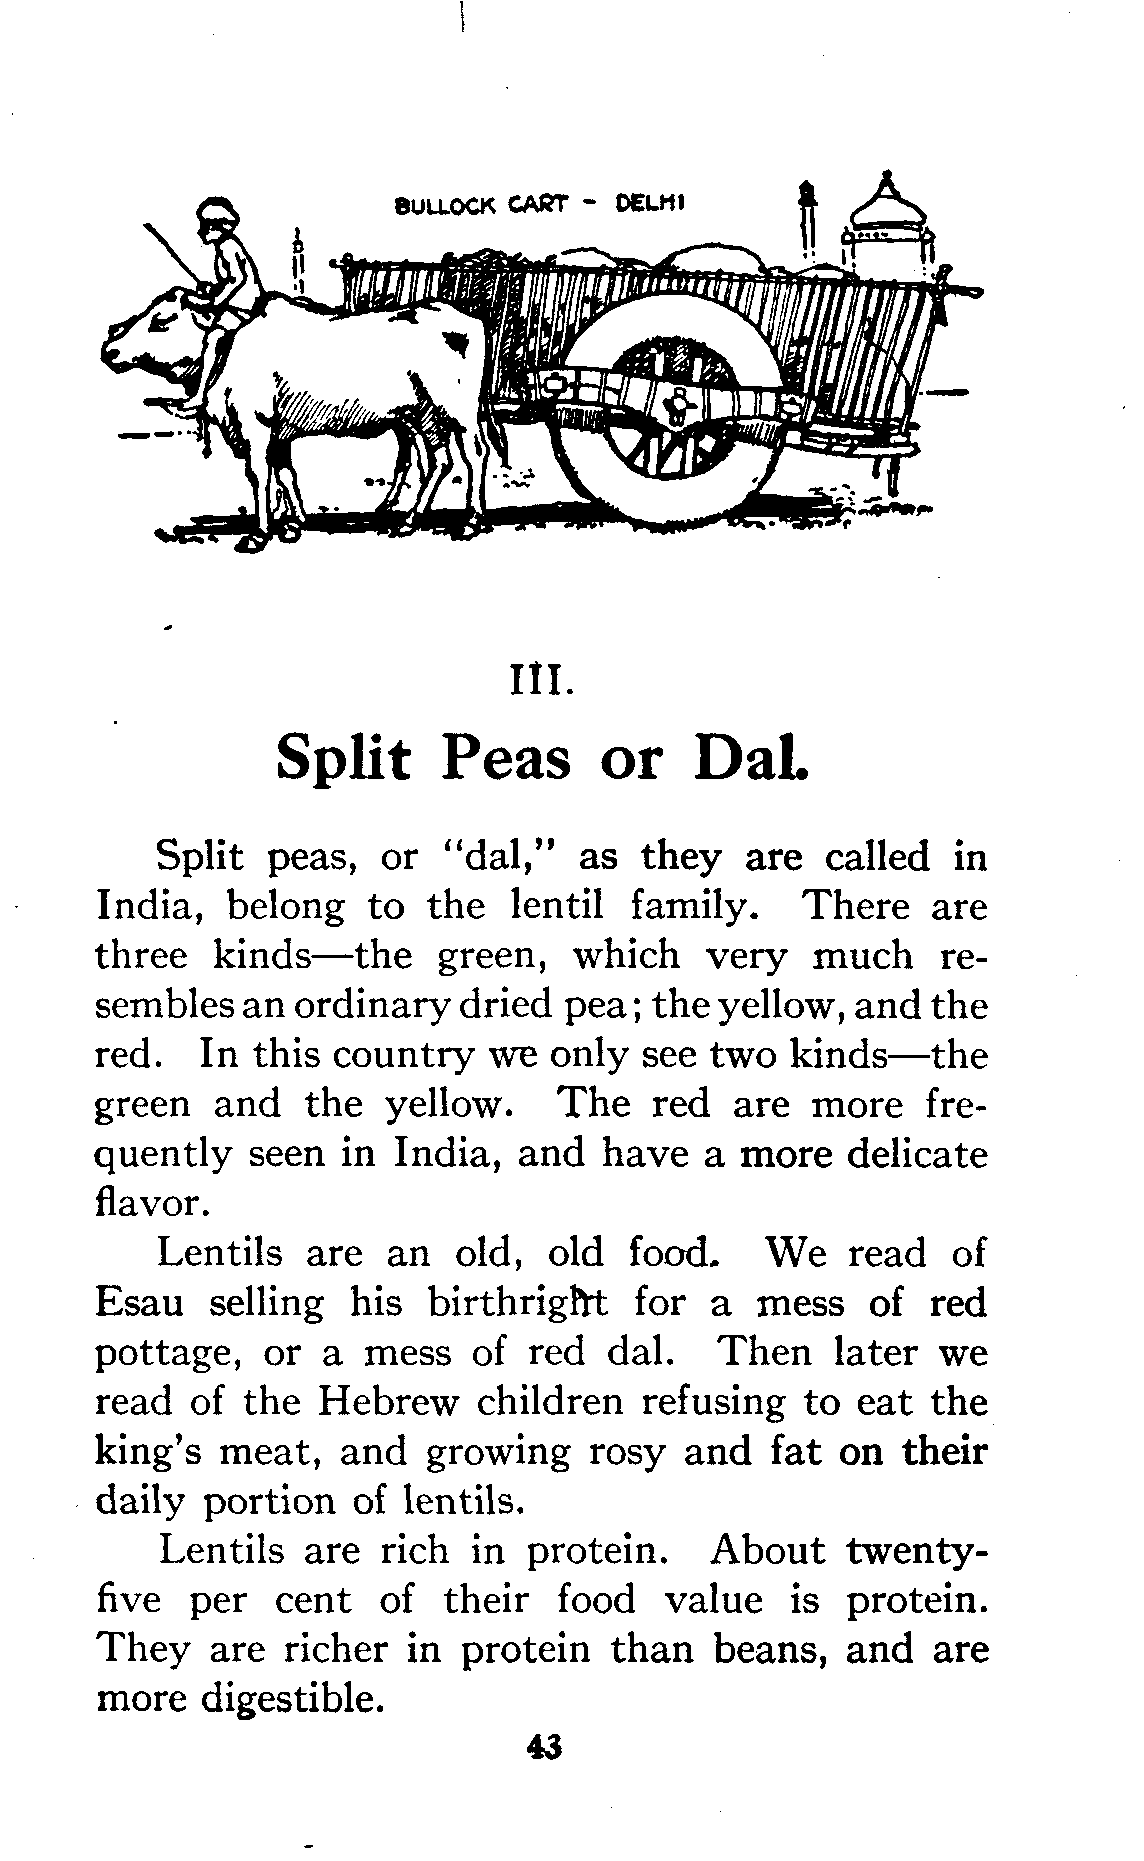 BULLOCK CART - DELHI
III.
Split Peas or Dal.
Split peas, or "dal," as they are called in
India, belong to the lentil family. There are
three kinds—the green, which very much re-
sembles an ordinary dried pea; the yellow, and the
red. In this country we only see two kinds—the
green and the yellow. The red are more fre-
quently seen in India, and have a more delicate
flavor.
Lentils are an old, old food. We read of
Esau selling his birthright for a mess of red
pottage, or a mess of red dal. Then later we
read of the Hebrew children refusing to eat the
king's meat, and growing rosy and fat on their
daily portion of lentils.
Lentils are rich in protein. About twenty-
five per cent of their food value is protein.
They are richer in protein than beans, and are
more digestible.
43